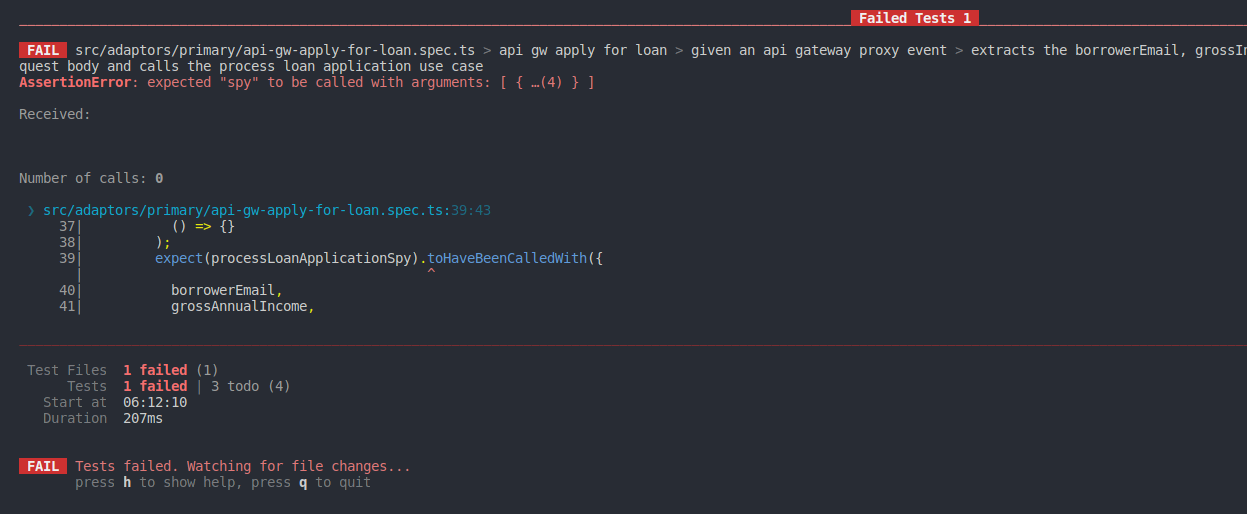 Failed Tests 1
FAIL src/adaptors/primary/api-gw-apply-for-loan.spec.ts > api gw apply for loan > given an api gateway proxy event > extracts the borrowerEmail, grossIn
quest body and calls the process loan application use case
AssertionError: expected "spy" to be called with arguments: [ { …(4) } ]
Received:
Number of calls: 0
❯ src/adaptors/primary/api-gw-apply-for-loan.spec.ts:39:43
37| () => {}
38| );
39| expect(processLoanApplicationSpy).toHaveBeenCalledWith({
| ^
40| borrowerEmail,
41| grossAnnualIncome,
Test Files 1 failed (1)
Tests 1 failed | 3 todo (4)
Start at 06:12:10
Duration 207ms
FAIL Tests failed. Watching for file changes...
press h to show help, press q to quit